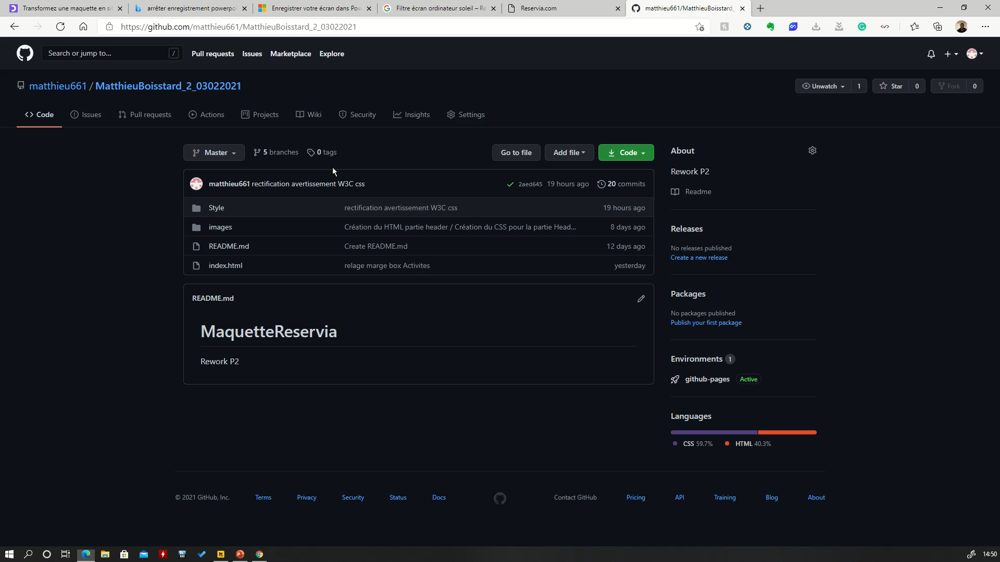 Transformez une maquette en sit
arrêter enregistrement powerpoi
Enregistrer votre écran dans Pow
Filtre écran ordinateur soleil – Re
Reservia.com
matthieu661/MatthieuBoisstard_
https://github.com/matthieu661/MatthieuBoisstard_2_03022021
Search or jump to...
/
Pull requests
Issues
Marketplace
Explore
matthieu661 / MatthieuBoisstard_2_03022021
Unwatch 1
Star 0
Fork 0
Code
Issues
Pull requests
Actions
Projects
Wiki
Security
Insights
Settings
Master
5 branches
0 tags
Go to file
Add file
Code
matthieu661 rectification avertissement W3C css
2aed645 19 hours ago
20 commits
Style rectification avertissement W3C css 19 hours ago
images Création du HTML partie header / Création du CSS pour la partie Head... 8 days ago
README.md Create README.md 12 days ago
index.html relage marge box Activites yesterday
README.md
MaquetteReservia
Rework P2
About
Rework P2
Readme
Releases
No releases published
Create a new release
Packages
No packages published
Publish your first package
Environments 1
github-pages Active
Languages
CSS 59.7% HTML 40.3%
© 2021 GitHub, Inc.
Terms
Privacy
Security
Status
Docs
Contact GitHub
Pricing
API
Training
Blog
About
14:50